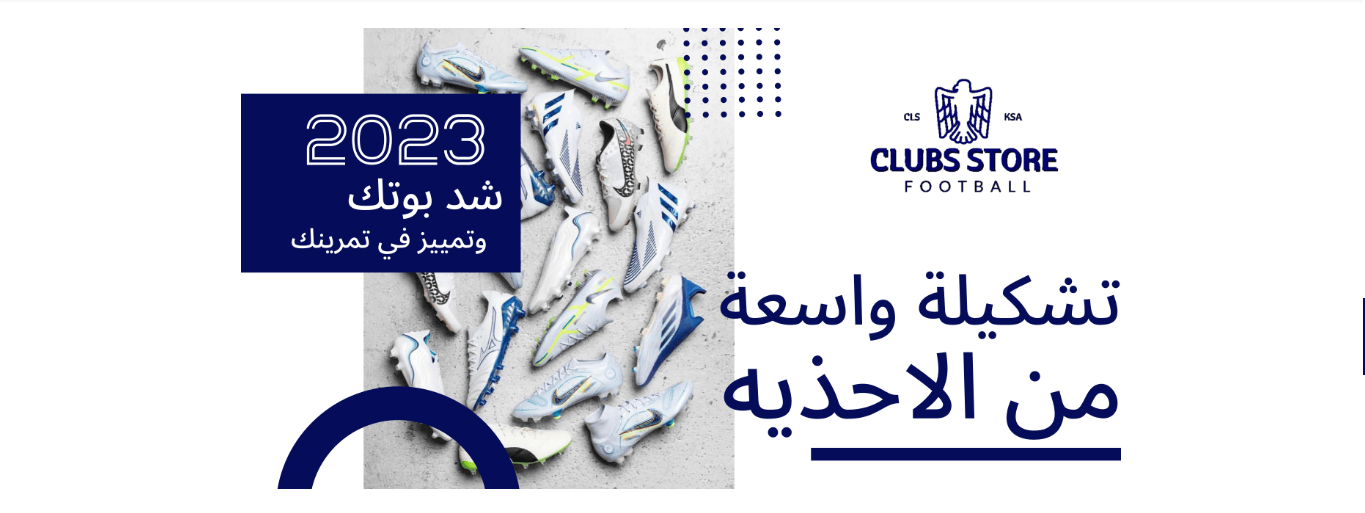 2023
شد بوتك
وتمييز في تمرينك
CLS KSA
CLUBS STORE
FOOTBALL
تشكيلة واسعة
من الاحذيه